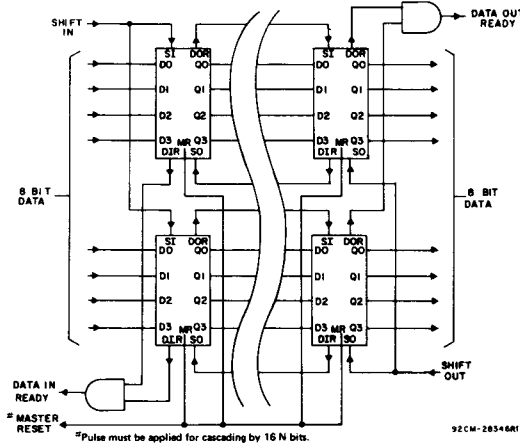 SHIFT
IN
DATA OUT
READY
SI DOR
D0 Q0
D1 Q1
D2 Q2
D3 Q3
DIR MR SO
SI DOR
D0 Q0
D1 Q1
D2 Q2
D3 Q3
DIR MR SO
8 BIT
DATA
8 BIT
DATA
SI DOR
D0 Q0
D1 Q1
D2 Q2
D3 Q3
DIR MR SO
SI DOR
D0 Q0
D1 Q1
D2 Q2
D3 MR Q3
DIR SO
DATA IN
READY
SHIFT
OUT
#MASTER
RESET
#Pulse must be applied for cascading by 16 N bits.
92CM-28346R1